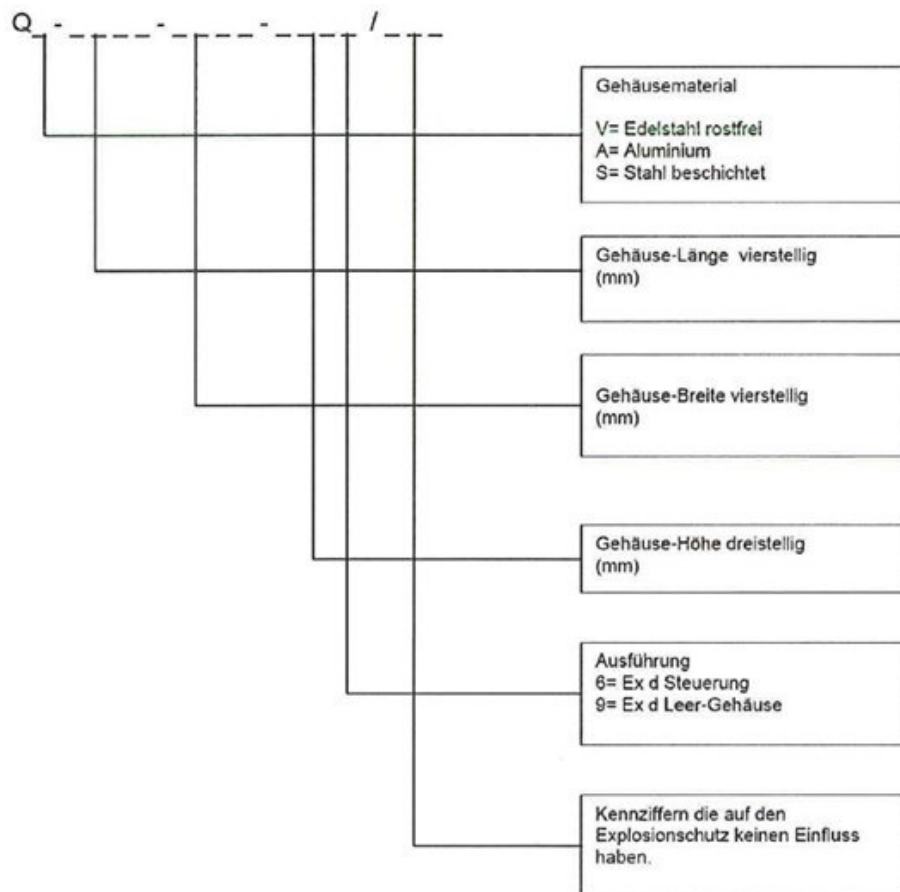 Q_-____-____-____ _/__
Gehäusematerial
V= Edelstahl rostfrei
A= Aluminium
S= Stahl beschichtet
Gehäuse-Länge vierstellig
(mm)
Gehäuse-Breite vierstellig
(mm)
Gehäuse-Höhe dreistellig
(mm)
Ausführung
6= Ex d Steuerung
9= Ex d Leer-Gehäuse
Kennziffern die auf den
Explosionschutz keinen Einfluss
haben.